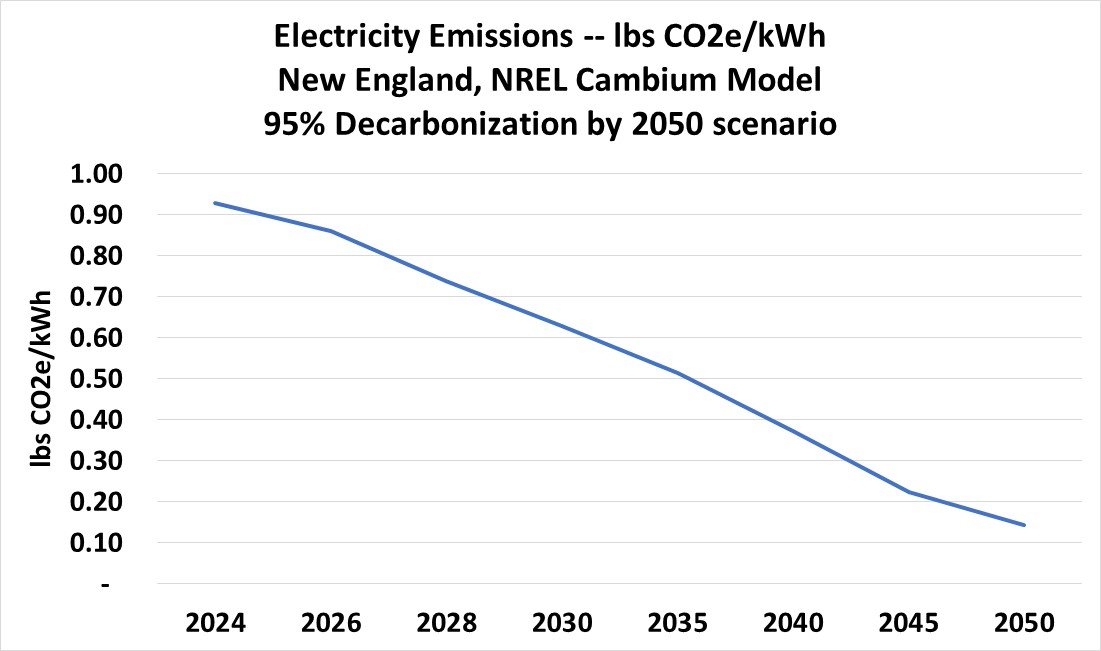 Electricity Emissions -- lbs CO2e/kWh
New England, NREL Cambium Model
95% Decarbonization by 2050 scenario
lbs CO2e/kWh
1.00
0.90
0.80
0.70
0.60
0.50
0.40
0.30
0.20
0.10
-
2024 2026 2028 2030 2035 2040 2045 2050